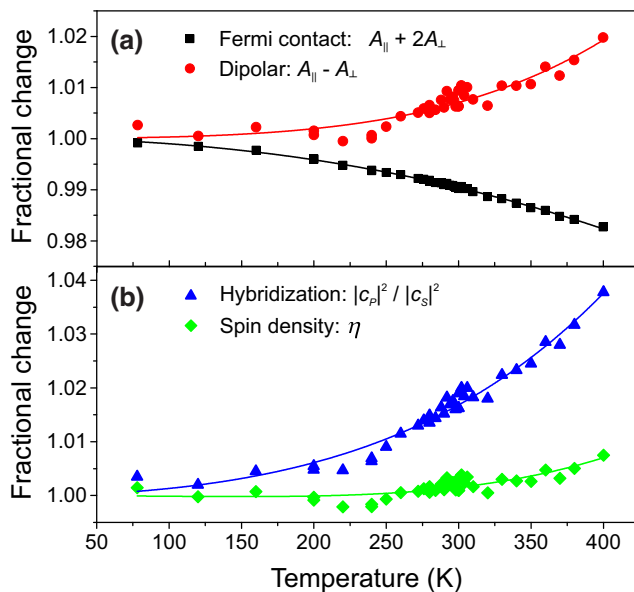 (a)
Fermi contact: A∥ + 2A⊥
Dipolar: A∥ - A⊥
1.02
1.00
0.99
0.98
Fractional change
(b)
Hybridization: |cP|² / |cS|²
Spin density: η
1.04
1.03
1.02
1.01
1.00
Fractional change
50 100 150 200 250 300 350 400
Temperature (K)